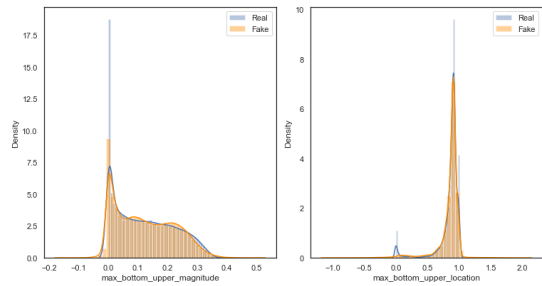 Real
Fake
17.5
15.0
12.5
10.0
7.5
5.0
2.5
0.0
Density
-0.2 -0.1 0.0 0.1 0.2 0.3 0.4 0.5
max_bottom_upper_magnitude
Real
Fake
10
8
6
4
2
0
Density
-1.0 -0.5 0.0 0.5 1.0 1.5 2.0
max_bottom_upper_location